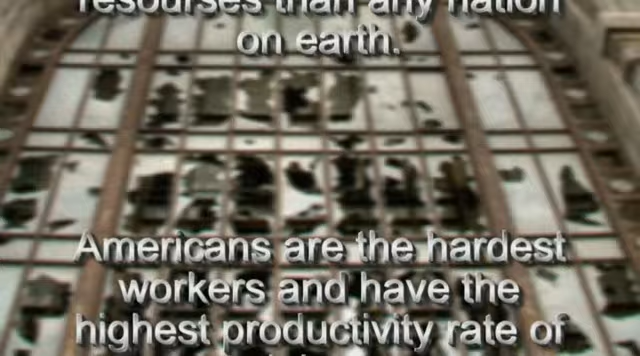 resourses than any nation
on earth.
Americans are the hardest
workers and have the
highest productivity rate of